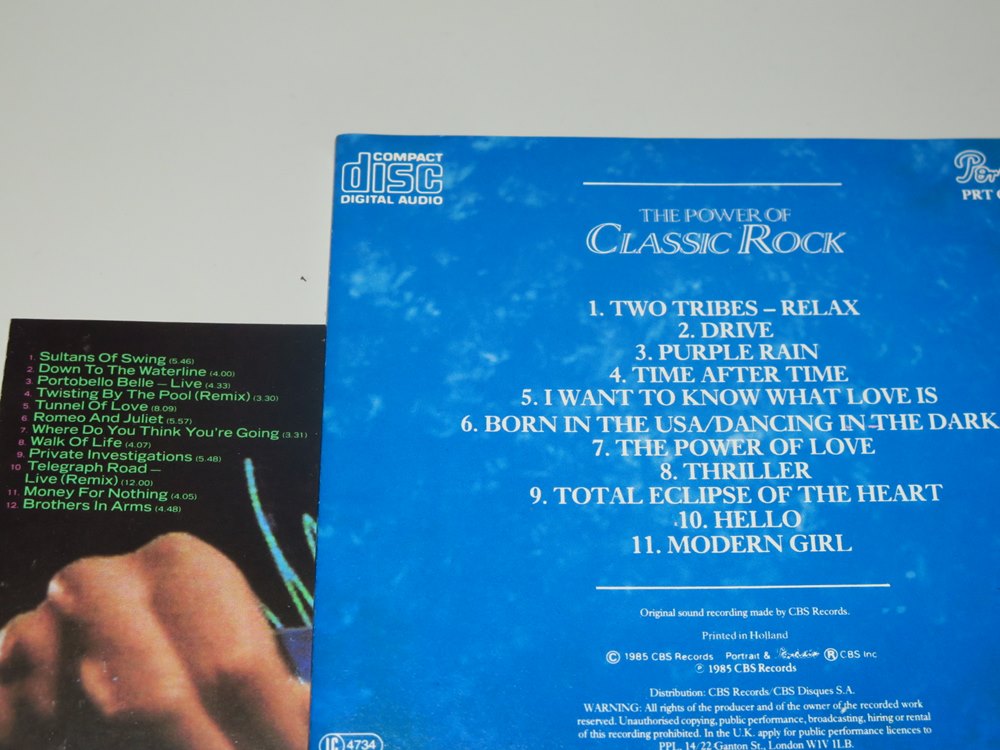 1. Sultans Of Swing (5.46)
2. Down To The Waterline (4.00)
3. Portobello Belle – Live (4.33)
4. Twisting By The Pool (Remix) (3.30)
5. Tunnel Of Love (8.09)
6 Romeo And Juliet (5.57)
7. Where Do You Think You're Going (3.31)
8. Walk Of Life (4.07)
9. Private Investigations (5.48)
10 Telegraph Road –
Live (Remix) (12.00)
11. Money For Nothing (4.05)
12. Brothers In Arms (4.48)
COMPACT
disc
DIGITAL AUDIO
PRT
THE POWER OF
CLASSIC ROCK
1. TWO TRIBES – RELAX
2. DRIVE
3. PURPLE RAIN
4. TIME AFTER TIME
5. I WANT TO KNOW WHAT LOVE IS
6. BORN IN THE USA/DANCING IN THE DARK
7. THE POWER OF LOVE
8. THRILLER
9. TOTAL ECLIPSE OF THE HEART
10. HELLO
11. MODERN GIRL
Original sound recording made by CBS Records.
Printed in Holland
© 1985 CBS Records Portrait & ® CBS Inc
℗ 1985 CBS Records
Distribution: CBS Records/CBS Disques S.A.
WARNING: All rights of the producer and of the owner of the recorded work
reserved. Unauthorised copying, public performance, broadcasting, hiring or rental
of this recording prohibited. In the U.K. apply for public performance licences to
PPL, 14/22 Ganton St., London W1V 1LB.
LC 4734